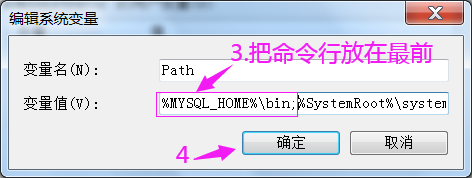 编辑系统变量
3.把命令行放在最前
变量名(N):
Path
变量值(V):
%MYSQL_HOME%\bin;%SystemRoot%\system
4
确定
取消